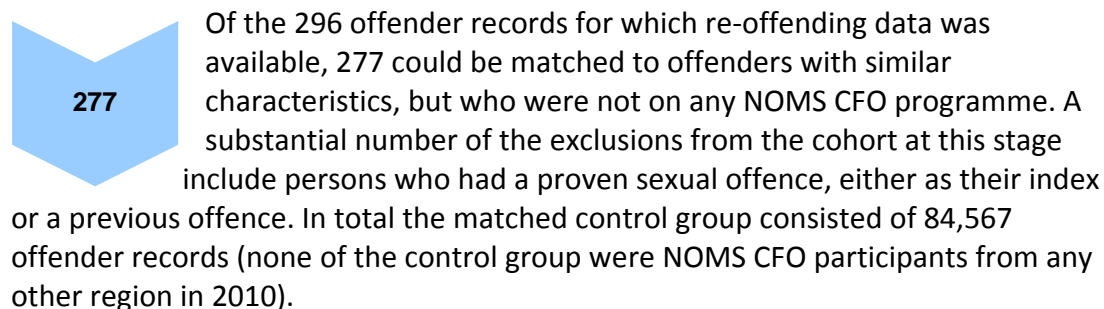 Of the 296 offender records for which re-offending data was
available, 277 could be matched to offenders with similar
277
characteristics, but who were not on any NOMS CFO programme. A
substantial number of the exclusions from the cohort at this stage
include persons who had a proven sexual offence, either as their index
or a previous offence. In total the matched control group consisted of 84,567
offender records (none of the control group were NOMS CFO participants from any
other region in 2010).